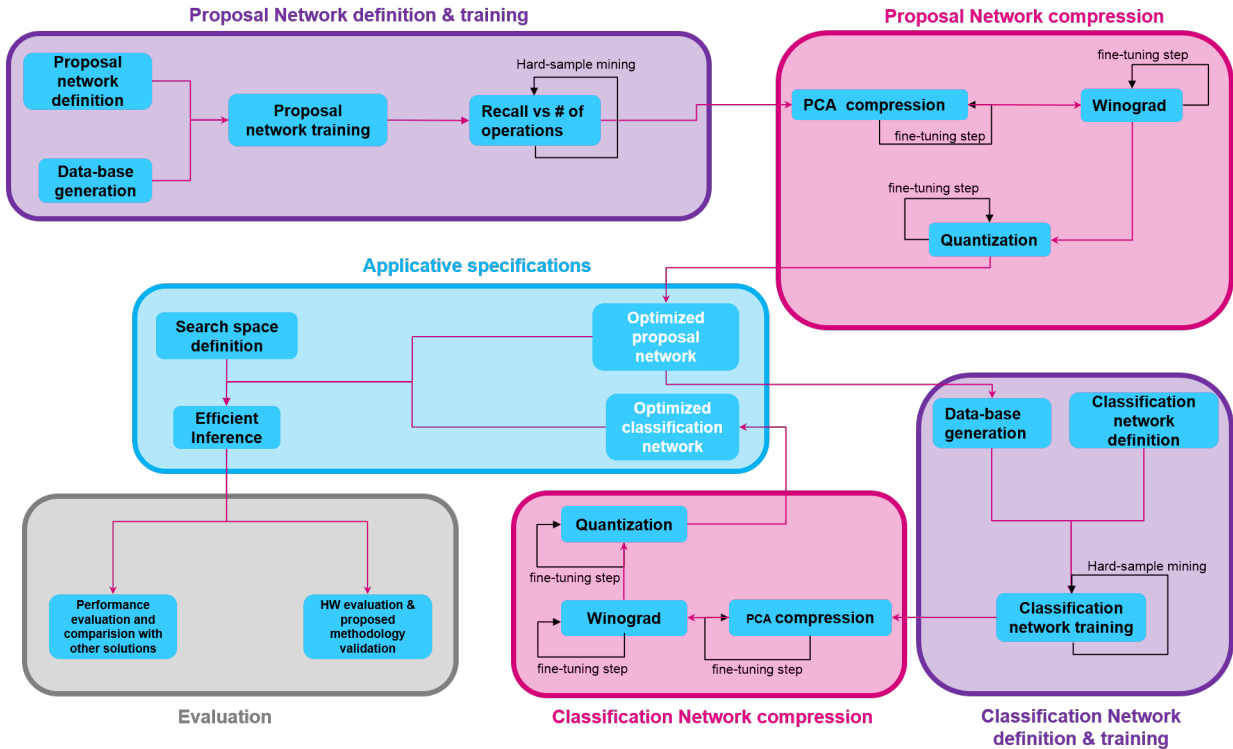 Proposal Network definition & training
Proposal
network
definition
Data-base
generation
Proposal
network training
Hard-sample mining
Recall vs # of
operations
Proposal Network compression
PCA compression
fine-tuning step
fine-tuning step
Winograd
fine-tuning step
Quantization
Applicative specifications
Search space
definition
Efficient
Inference
Optimized
proposal
network
Optimized
classification
network
Data-base
generation
Classification
network
definition
Hard-sample mining
Classification
network training
Classification Network
definition & training
Quantization
fine-tuning step
Winograd
fine-tuning step
PCA compression
fine-tuning step
Classification Network compression
Performance
evaluation and
comparision with
other solutions
HW evaluation &
proposed
methodology
validation
Evaluation